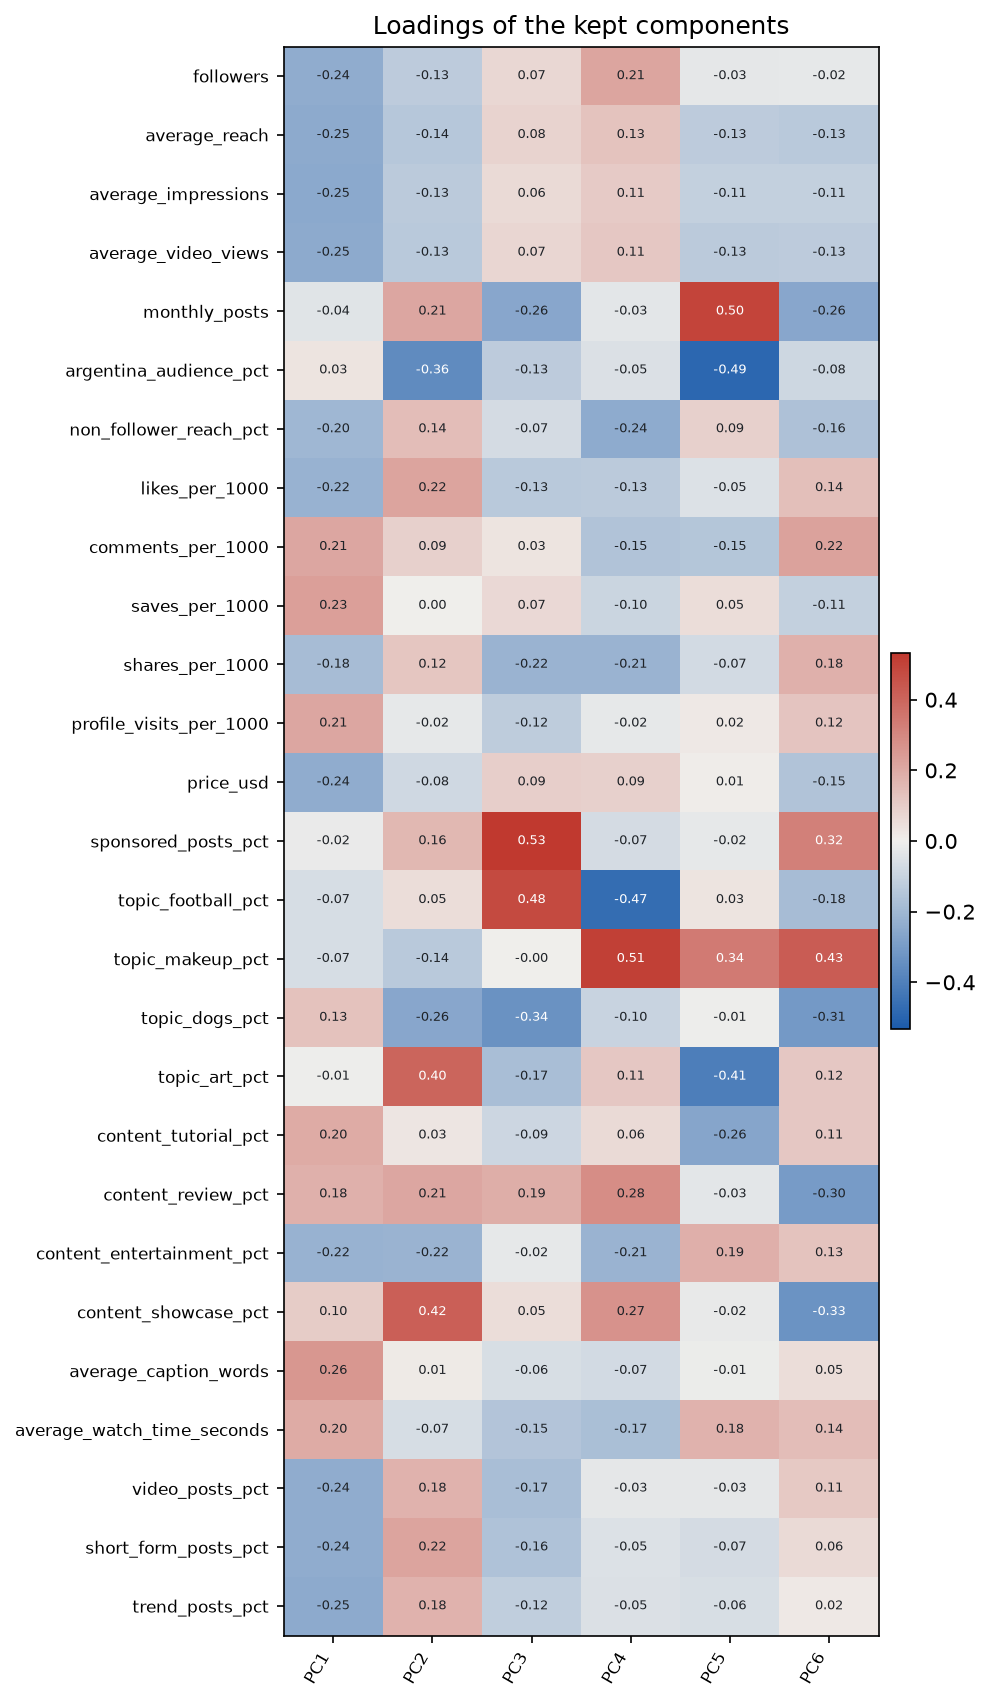 Loadings of the kept components
followers -0.24 -0.13 0.07 0.21 -0.03 -0.02
average_reach -0.25 -0.14 0.08 0.13 -0.13 -0.13
average_impressions -0.25 -0.13 0.06 0.11 -0.11 -0.11
average_video_views -0.25 -0.13 0.07 0.11 -0.13 -0.13
monthly_posts -0.04 0.21 -0.26 -0.03 0.50 -0.26
argentina_audience_pct 0.03 -0.36 -0.13 -0.05 -0.49 -0.08
non_follower_reach_pct -0.20 0.14 -0.07 -0.24 0.09 -0.16
likes_per_1000 -0.22 0.22 -0.13 -0.13 -0.05 0.14
comments_per_1000 0.21 0.09 0.03 -0.15 -0.15 0.22
saves_per_1000 0.23 0.00 0.07 -0.10 0.05 -0.11
shares_per_1000 -0.18 0.12 -0.22 -0.21 -0.07 0.18
profile_visits_per_1000 0.21 -0.02 -0.12 -0.02 0.02 0.12
price_usd -0.24 -0.08 0.09 0.09 0.01 -0.15
sponsored_posts_pct -0.02 0.16 0.53 -0.07 -0.02 0.32
topic_football_pct -0.07 0.05 0.48 -0.47 0.03 -0.18
topic_makeup_pct -0.07 -0.14 -0.00 0.51 0.34 0.43
topic_dogs_pct 0.13 -0.26 -0.34 -0.10 -0.01 -0.31
topic_art_pct -0.01 0.40 -0.17 0.11 -0.41 0.12
content_tutorial_pct 0.20 0.03 -0.09 0.06 -0.26 0.11
content_review_pct 0.18 0.21 0.19 0.28 -0.03 -0.30
content_entertainment_pct -0.22 -0.22 -0.02 -0.21 0.19 0.13
content_showcase_pct 0.10 0.42 0.05 0.27 -0.02 -0.33
average_caption_words 0.26 0.01 -0.06 -0.07 -0.01 0.05
average_watch_time_seconds 0.20 -0.07 -0.15 -0.17 0.18 0.14
video_posts_pct -0.24 0.18 -0.17 -0.03 -0.03 0.11
short_form_posts_pct -0.24 0.22 -0.16 -0.05 -0.07 0.06
trend_posts_pct -0.25 0.18 -0.12 -0.05 -0.06 0.02
PC1 PC2 PC3 PC4 PC5 PC6
0.4
0.2
0.0
−0.2
−0.4